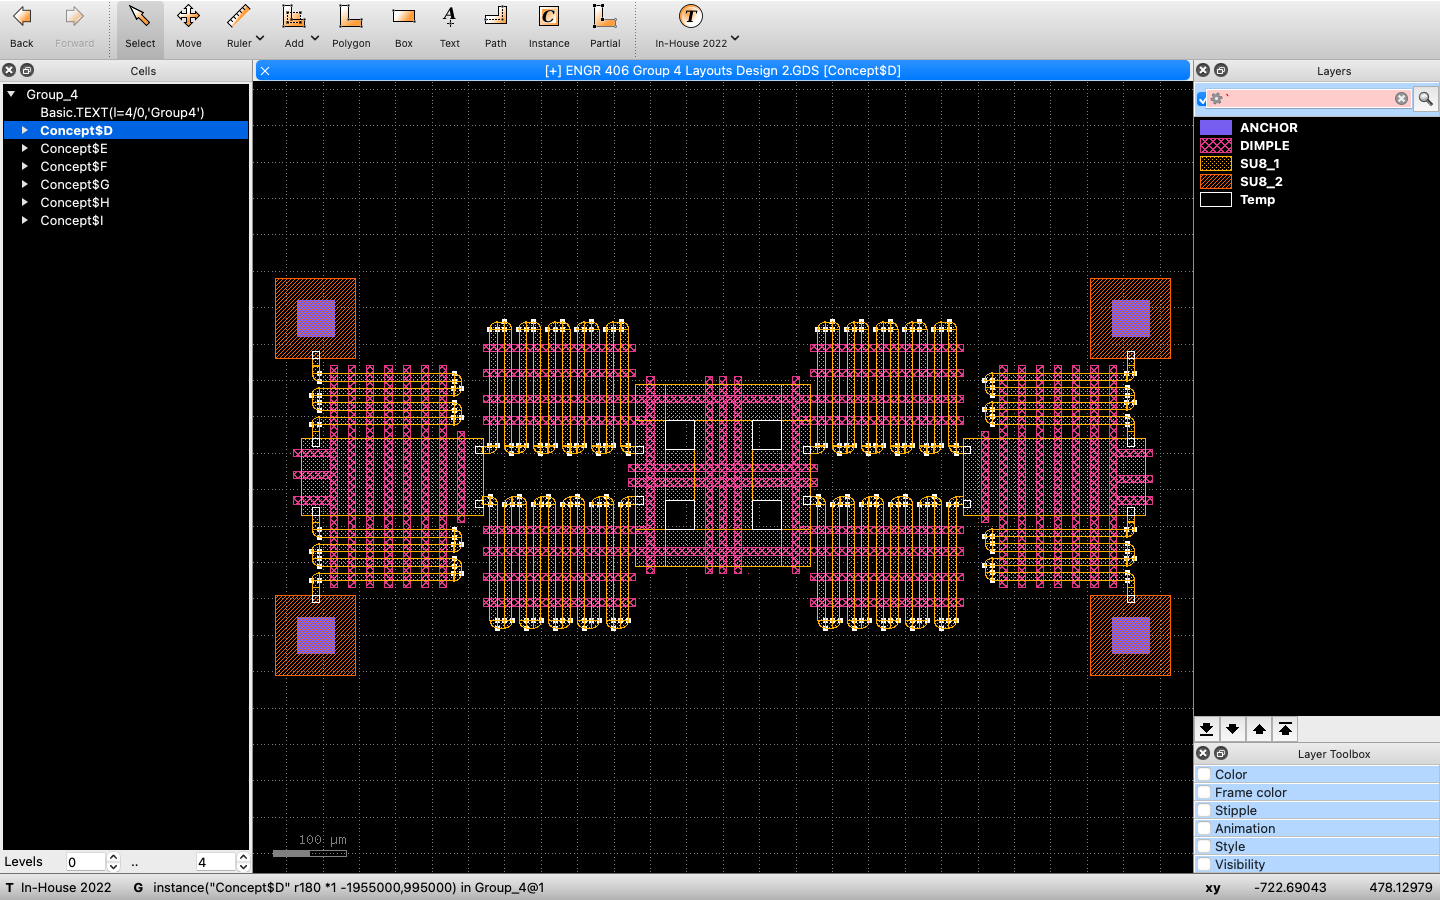 Back
Forward
Select
Move
Ruler
Add
Polygon
Box
Text
Path
Instance
Partial
In-House 2022
Cells
[+] ENGR 406 Group 4 Layouts Design 2.GDS [Concept$D]
Layers
Group_4
Basic.TEXT(l=4/0,'Group4')
Concept$D
Concept$E
Concept$F
Concept$G
Concept$H
Concept$I
`
ANCHOR
DIMPLE
SU8_1
SU8_2
Temp
100 μm
Layer Toolbox
Color
Frame color
Stipple
Animation
Style
Visibility
Levels 0 .. 4
T In-House 2022 G instance("Concept$D" r180 *1 -1955000,995000) in Group_4@1 xy -722.69043 478.12979